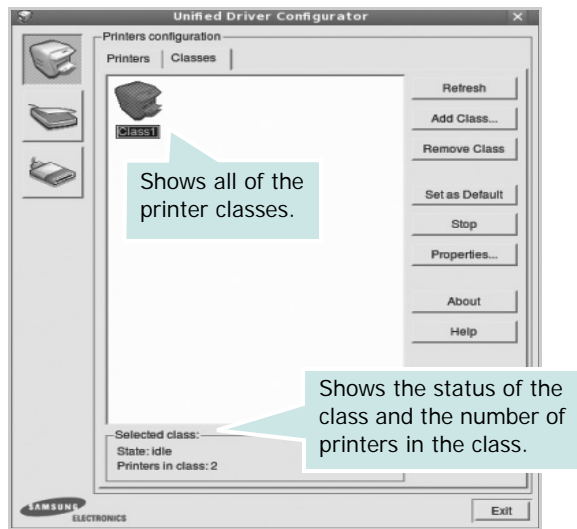 Unified Driver Configurator
Printers configuration
Printers
Classes
Class1
Shows all of the
printer classes.
Refresh
Add Class...
Remove Class
Set as Default
Stop
Properties...
About
Help
Shows the status of the
class and the number of
printers in the class.
Selected class:
State: idle
Printers in class: 2
SAMSUNG
ELECTRONICS
Exit